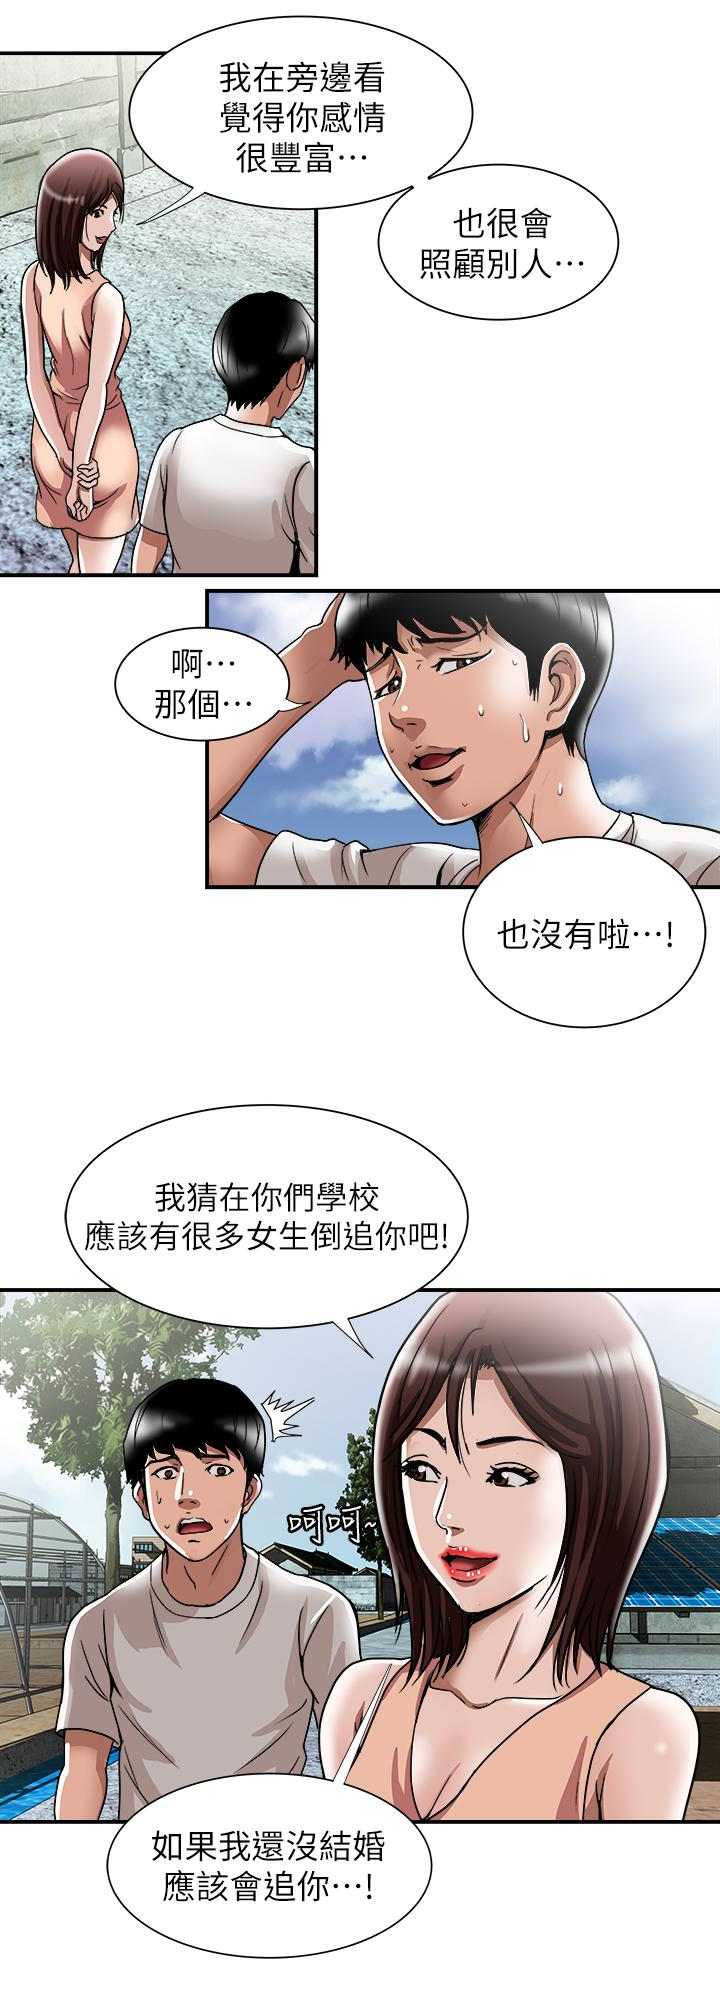 我在旁邊看
覺得你感情
很豐富⋯
也很會
照顧別人⋯
啊⋯
那個⋯
也沒有啦⋯!
我猜在你們學校
應該有很多女生倒追你吧!
呵呵~
如果我還沒結婚
應該會追你⋯!